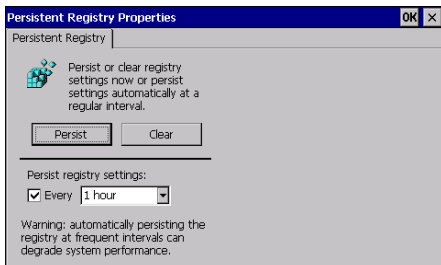 Persistent Registry Properties OK ×
Persistent Registry
Persist or clear registry
settings now or persist
settings automatically at a
regular interval.
Persist Clear
Persist registry settings:
Every 1 hour
Warning: automatically persisting the
registry at frequent intervals can
degrade system performance.